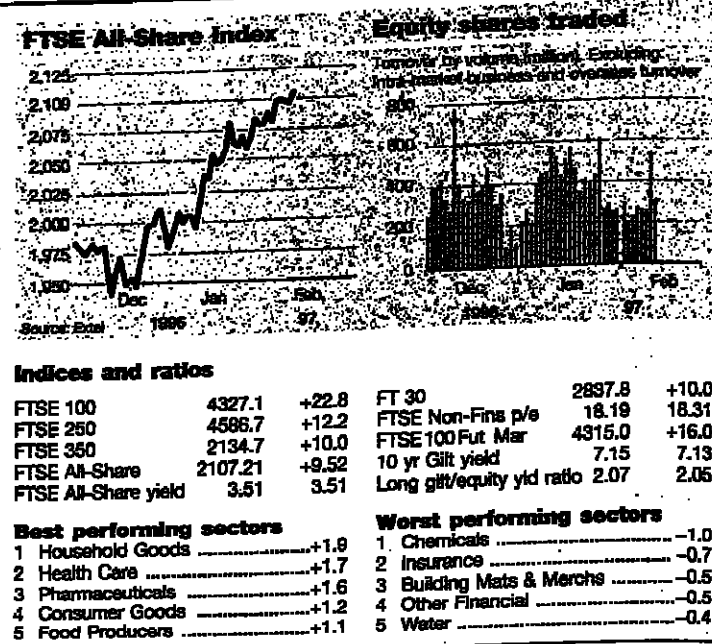 FTSE All-Share Index
2,125
2,109
2,075
2,050
2,025
2,000
1,975
1,950
Dec Jan Feb
1996 97
Source: Extel
Equity shares traded
Turnover by volume (million). Excluding:
Intra-market business and overseas turnover
800
600
400
200
0
Dec Jan Feb
1996 97
Indices and ratios
FTSE 100 4327.1 +22.8
FTSE 250 4586.7 +12.2
FTSE 350 2134.7 +10.0
FTSE All-Share 2107.21 +9.52
FTSE All-Share yield 3.51 3.51
FT 30 2837.8 +10.0
FTSE Non-Fins p/e 18.19 18.31
FTSE 100 Fut Mar 4315.0 +16.0
10 yr Gilt yield 7.15 7.13
Long gilt/equity yld ratio 2.07 2.05
Best performing sectors
1 Household Goods ....................+1.9
2 Health Care ....................+1.7
3 Pharmaceuticals ....................+1.6
4 Consumer Goods ....................+1.2
5 Food Producers ....................+1.1
Worst performing sectors
1 Chemicals ....................–1.0
2 Insurance ....................–0.7
3 Building Mats & Merchs ............–0.5
4 Other Financial ....................–0.5
5 Water ....................–0.4